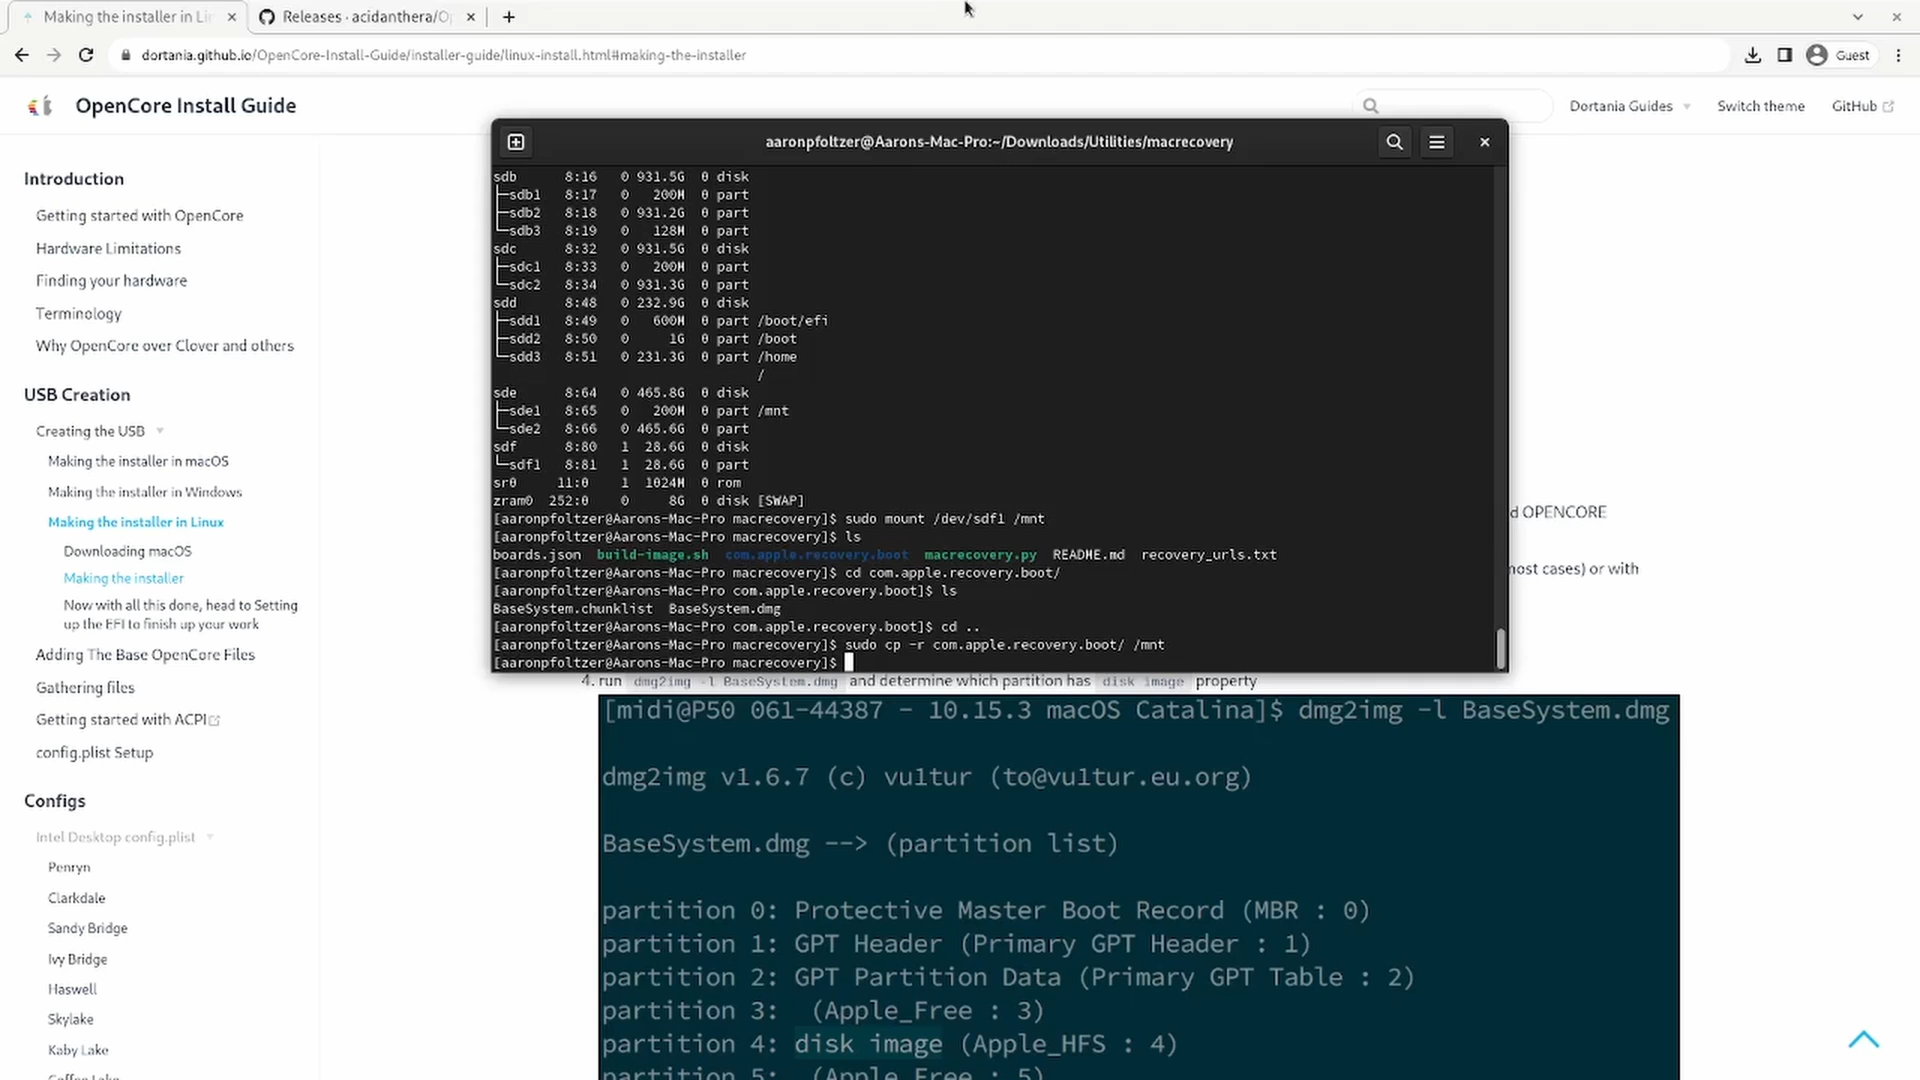 Making the installer in Li
Releases · acidanthera/Op
dortania.github.io/OpenCore-Install-Guide/installer-guide/linux-install.html#making-the-installer
Guest
OpenCore Install Guide
Dortania Guides
Switch theme
GitHub
Introduction
Getting started with OpenCore
Hardware Limitations
Finding your hardware
Terminology
Why OpenCore over Clover and others
USB Creation
Creating the USB
Making the installer in macOS
Making the installer in Windows
Making the installer in Linux
Downloading macOS
Making the installer
Now with all this done, head to Setting
up the EFI to finish up your work
Adding The Base OpenCore Files
Gathering files
Getting started with ACPI
config.plist Setup
Configs
Intel Desktop config.plist
Penryn
Clarkdale
Sandy Bridge
Ivy Bridge
Haswell
Skylake
Kaby Lake
Coffee Lake
aaronpfoltzer@Aarons-Mac-Pro:~/Downloads/Utilities/macrecovery
sdb 8:16 0 931.5G 0 disk
├─sdb1 8:17 0 200M 0 part
├─sdb2 8:18 0 931.2G 0 part
└─sdb3 8:19 0 128M 0 part
sdc 8:32 0 931.5G 0 disk
├─sdc1 8:33 0 200M 0 part
└─sdc2 8:34 0 931.3G 0 part
sdd 8:48 0 232.9G 0 disk
├─sdd1 8:49 0 600M 0 part /boot/efi
├─sdd2 8:50 0 1G 0 part /boot
└─sdd3 8:51 0 231.3G 0 part /home
/
sde 8:64 0 465.8G 0 disk
├─sde1 8:65 0 200M 0 part /mnt
└─sde2 8:66 0 465.6G 0 part
sdf 8:80 1 28.6G 0 disk
└─sdf1 8:81 1 28.6G 0 part
sr0 11:0 1 1024M 0 rom
zram0 252:0 0 8G 0 disk [SWAP]
[aaronpfoltzer@Aarons-Mac-Pro macrecovery]$ sudo mount /dev/sdf1 /mnt
[aaronpfoltzer@Aarons-Mac-Pro macrecovery]$ ls
boards.json build-image.sh com.apple.recovery.boot macrecovery.py README.md recovery_urls.txt
[aaronpfoltzer@Aarons-Mac-Pro macrecovery]$ cd com.apple.recovery.boot/
[aaronpfoltzer@Aarons-Mac-Pro com.apple.recovery.boot]$ ls
BaseSystem.chunklist BaseSystem.dmg
[aaronpfoltzer@Aarons-Mac-Pro com.apple.recovery.boot]$ cd ..
[aaronpfoltzer@Aarons-Mac-Pro macrecovery]$ sudo cp -r com.apple.recovery.boot/ /mnt
[aaronpfoltzer@Aarons-Mac-Pro macrecovery]$
d OPENCORE
most cases) or with
4. run dmg2img -l BaseSystem.dmg and determine which partition has disk image property
[midi@P50 061-44387 - 10.15.3 macOS Catalina]$ dmg2img -l BaseSystem.dmg
dmg2img v1.6.7 (c) vu1tur (to@vu1tur.eu.org)
BaseSystem.dmg --> (partition list)
partition 0: Protective Master Boot Record (MBR : 0)
partition 1: GPT Header (Primary GPT Header : 1)
partition 2: GPT Partition Data (Primary GPT Table : 2)
partition 3: (Apple_Free : 3)
partition 4: disk image (Apple_HFS : 4)
partition 5: (Apple_Free : 5)